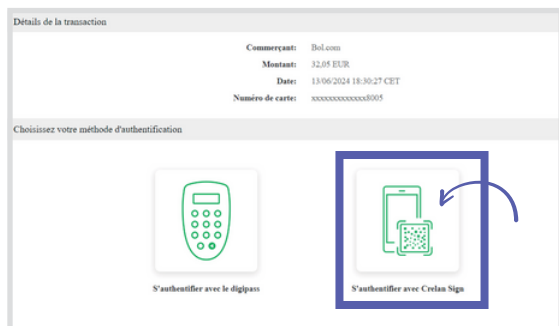 Détails de la transaction
Commerçant: Bol.com
Montant: 32,05 EUR
Date: 13/06/2024 18:30:27 CET
Numéro de carte: xxxxxxxxxxxxx8005
Choisissez votre méthode d'authentification
S'authentifier avec le digipass
S'authentifier avec Crelan Sign